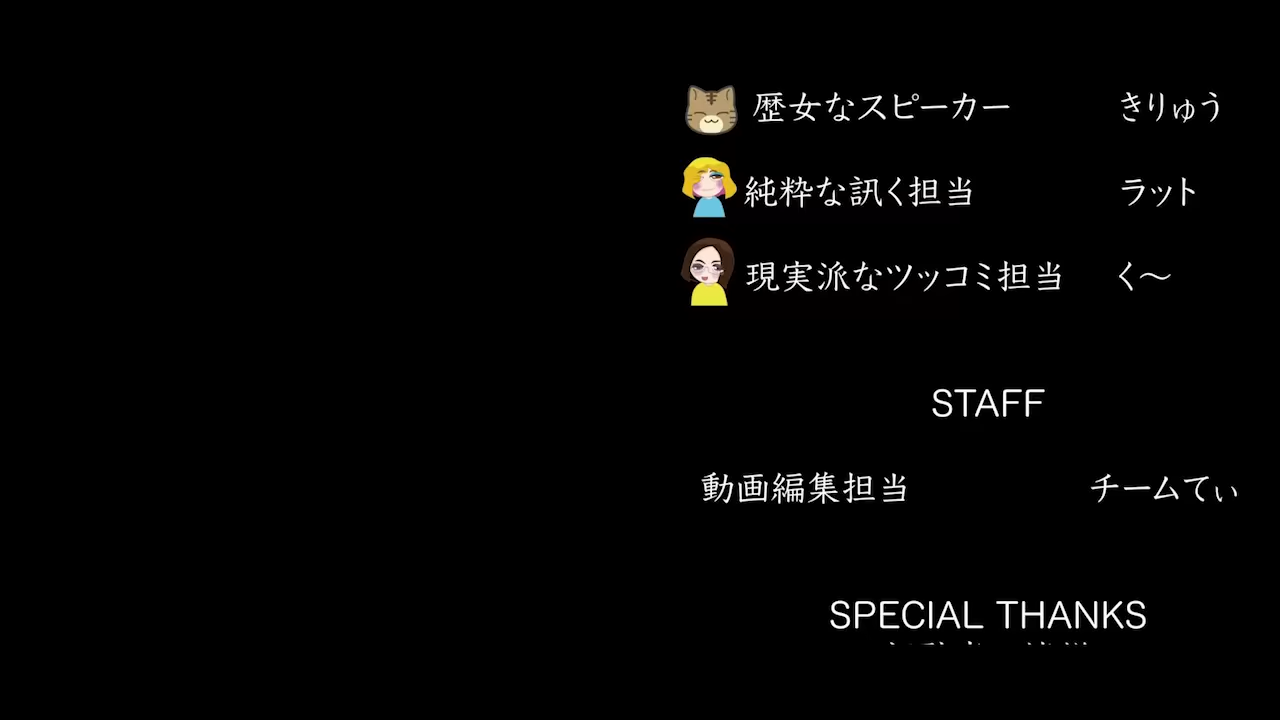 歴女なスピーカー きりゅう
純粋な訊く担当 ラット
現実派なツッコミ担当 く〜
STAFF
動画編集担当 チームてぃ
SPECIAL THANKS